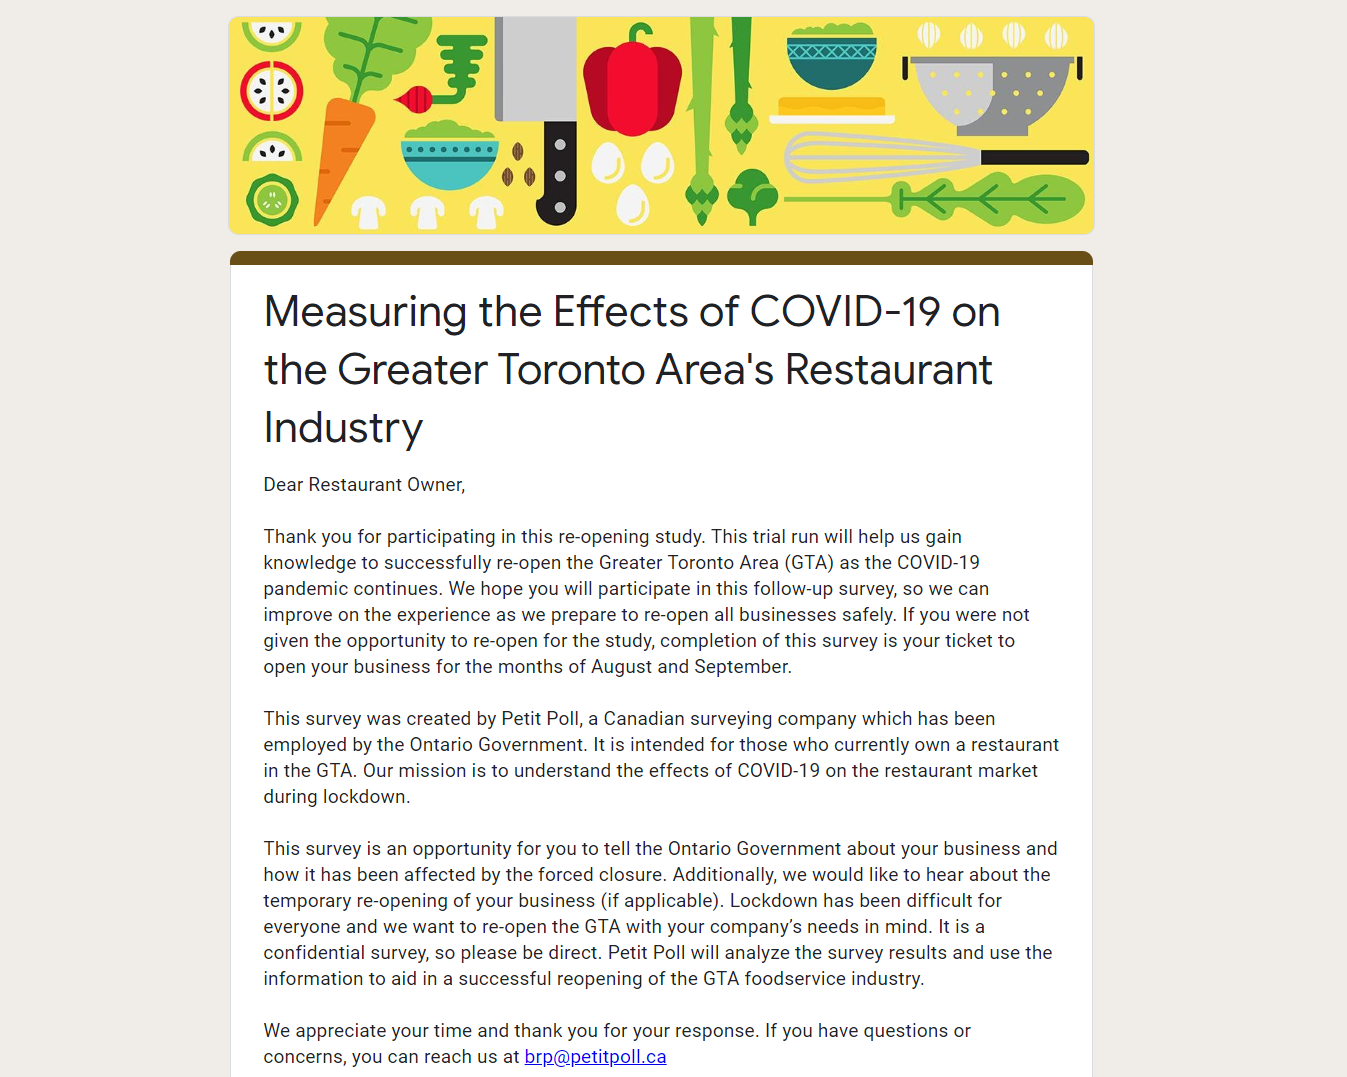 Measuring the Effects of COVID-19 on
the Greater Toronto Area's Restaurant
Industry
Dear Restaurant Owner,
Thank you for participating in this re-opening study. This trial run will help us gain
knowledge to successfully re-open the Greater Toronto Area (GTA) as the COVID-19
pandemic continues. We hope you will participate in this follow-up survey, so we can
improve on the experience as we prepare to re-open all businesses safely. If you were not
given the opportunity to re-open for the study, completion of this survey is your ticket to
open your business for the months of August and September.
This survey was created by Petit Poll, a Canadian surveying company which has been
employed by the Ontario Government. It is intended for those who currently own a restaurant
in the GTA. Our mission is to understand the effects of COVID-19 on the restaurant market
during lockdown.
This survey is an opportunity for you to tell the Ontario Government about your business and
how it has been affected by the forced closure. Additionally, we would like to hear about the
temporary re-opening of your business (if applicable). Lockdown has been difficult for
everyone and we want to re-open the GTA with your company’s needs in mind. It is a
confidential survey, so please be direct. Petit Poll will analyze the survey results and use the
information to aid in a successful reopening of the GTA foodservice industry.
We appreciate your time and thank you for your response. If you have questions or
concerns, you can reach us at brp@petitpoll.ca